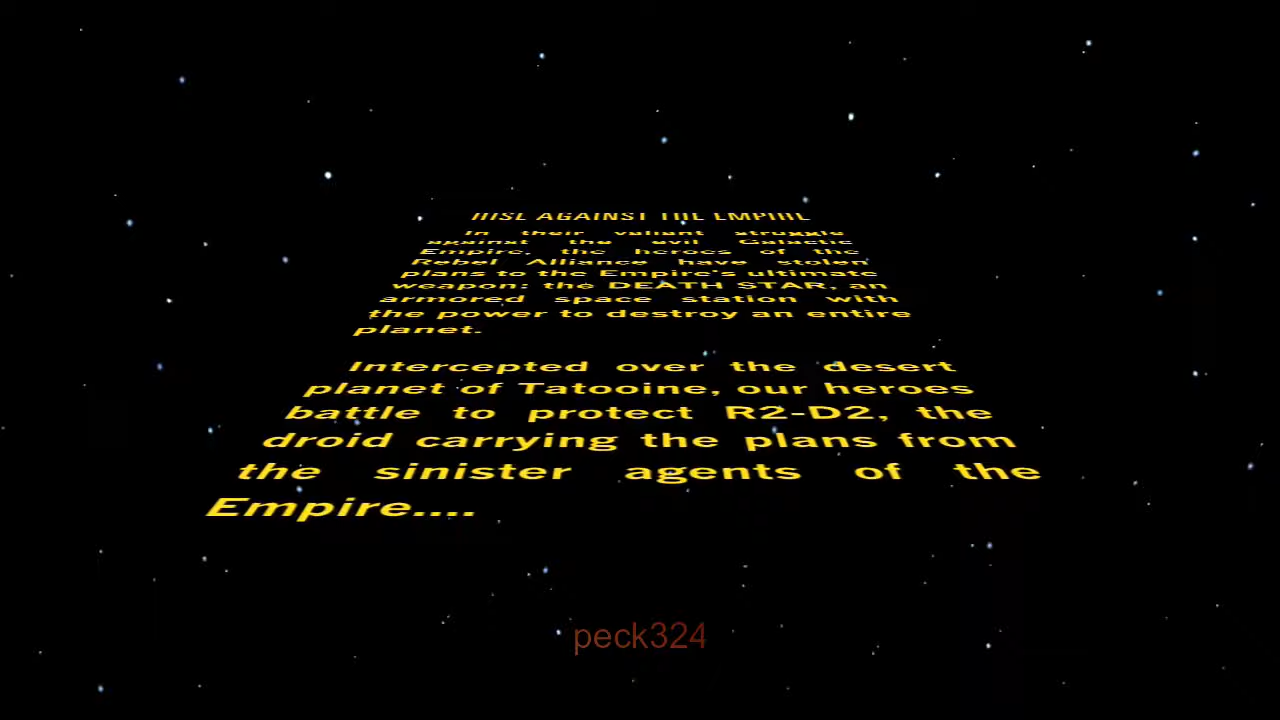 RISE AGAINST THE EMPIRE
In their valiant struggle
against the evil Galactic
Empire, the heroes of the
Rebel Alliance have stolen
plans to the Empire's ultimate
weapon: the DEATH STAR, an
armored space station with
the power to destroy an entire
planet.
Intercepted over the desert
planet of Tatooine, our heroes
battle to protect R2-D2, the
droid carrying the plans from
the sinister agents of the
Empire....
peck324